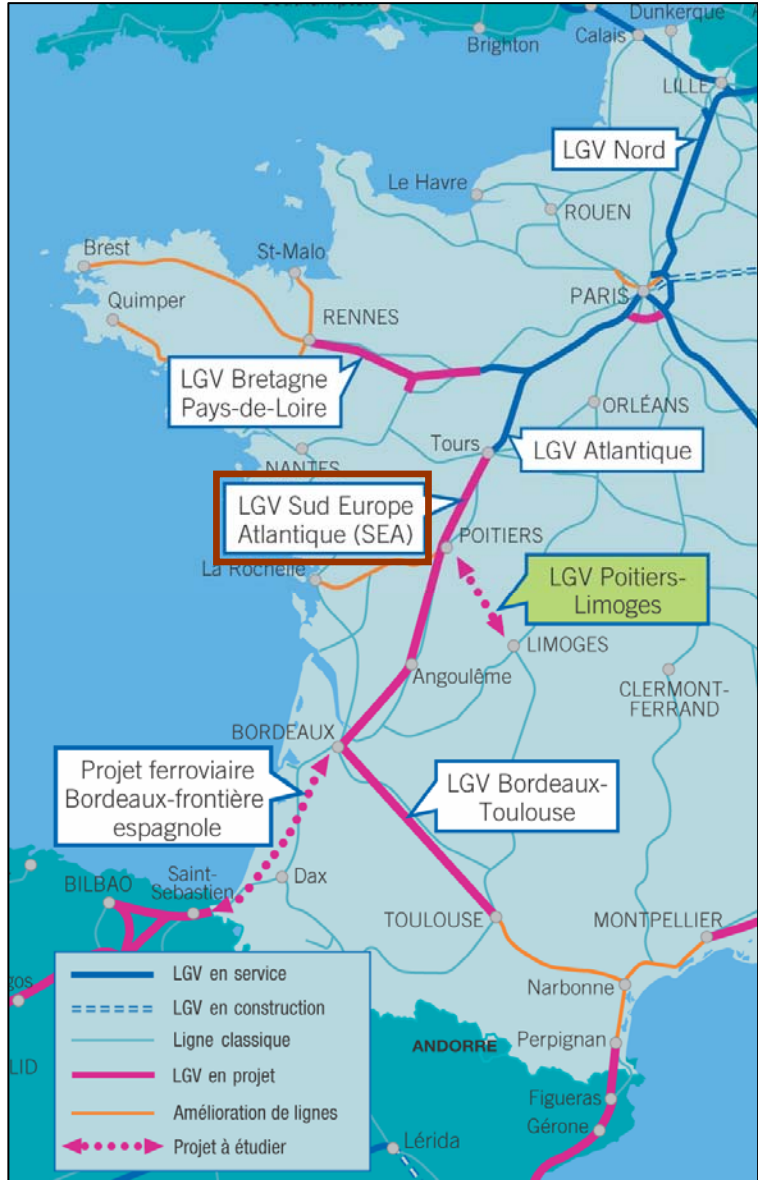 Dunkerque
Calais
Brighton
LILLE
LGV Nord
Le Havre
ROUEN
Brest
St-Malo
PARIS
Quimper
RENNES
LGV Bretagne
Pays-de-Loire
ORLÉANS
Tours
LGV Atlantique
NANTES
LGV Sud Europe
Atlantique (SEA)
POITIERS
La Rochelle
LGV Poitiers-
Limoges
LIMOGES
Angoulême
CLERMONT-
FERRAND
BORDEAUX
Projet ferroviaire
Bordeaux-frontière
espagnole
LGV Bordeaux-
Toulouse
BILBAO
Saint-
Sebastien
Dax
TOULOUSE
MONTPELLIER
gos
LID
Narbonne
ANDORRE
Perpignan
Figueras
Gérone
Lérida
LGV en service
LGV en construction
Ligne classique
LGV en projet
Amélioration de lignes
Projet à étudier